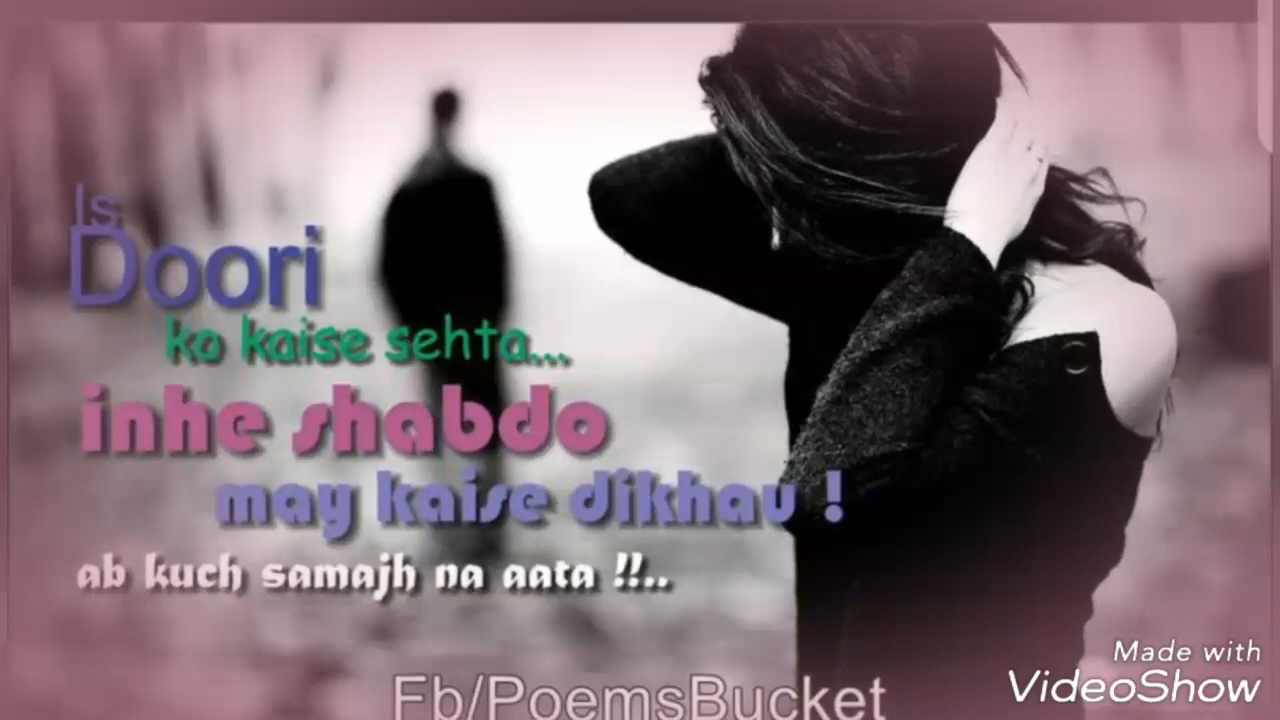 Is
Doori
ko kaise sehta...
inhe shabdo
may kaise dikhau !
ab kuch samajh na aata !!..
Fb/PoemsBucket
Made with
VideoShow